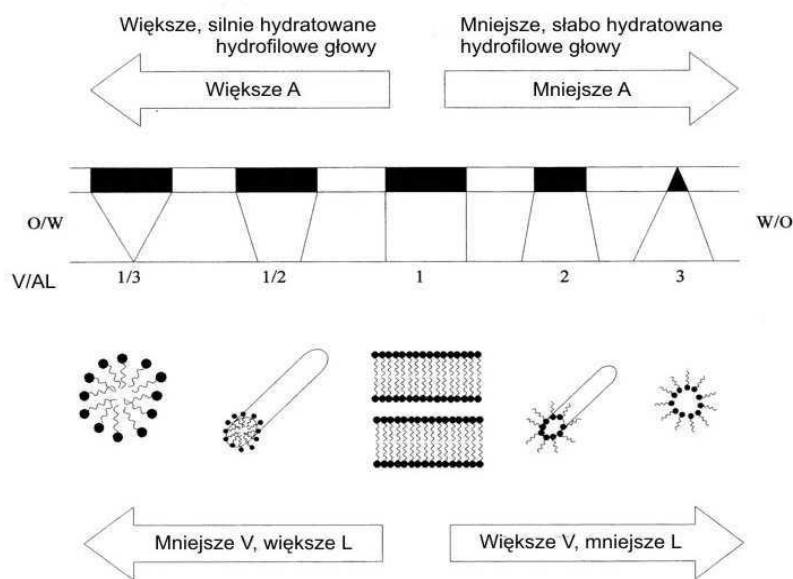 Większe, silnie hydratowane
hydrofilowe głowy
Mniejsze, słabo hydratowane
hydrofilowe głowy
Większe A
Mniejsze A
O/W
W/O
V/AL
1/3
1/2
1
2
3
Mniejsze V, większe L
Większe V, mniejsze L